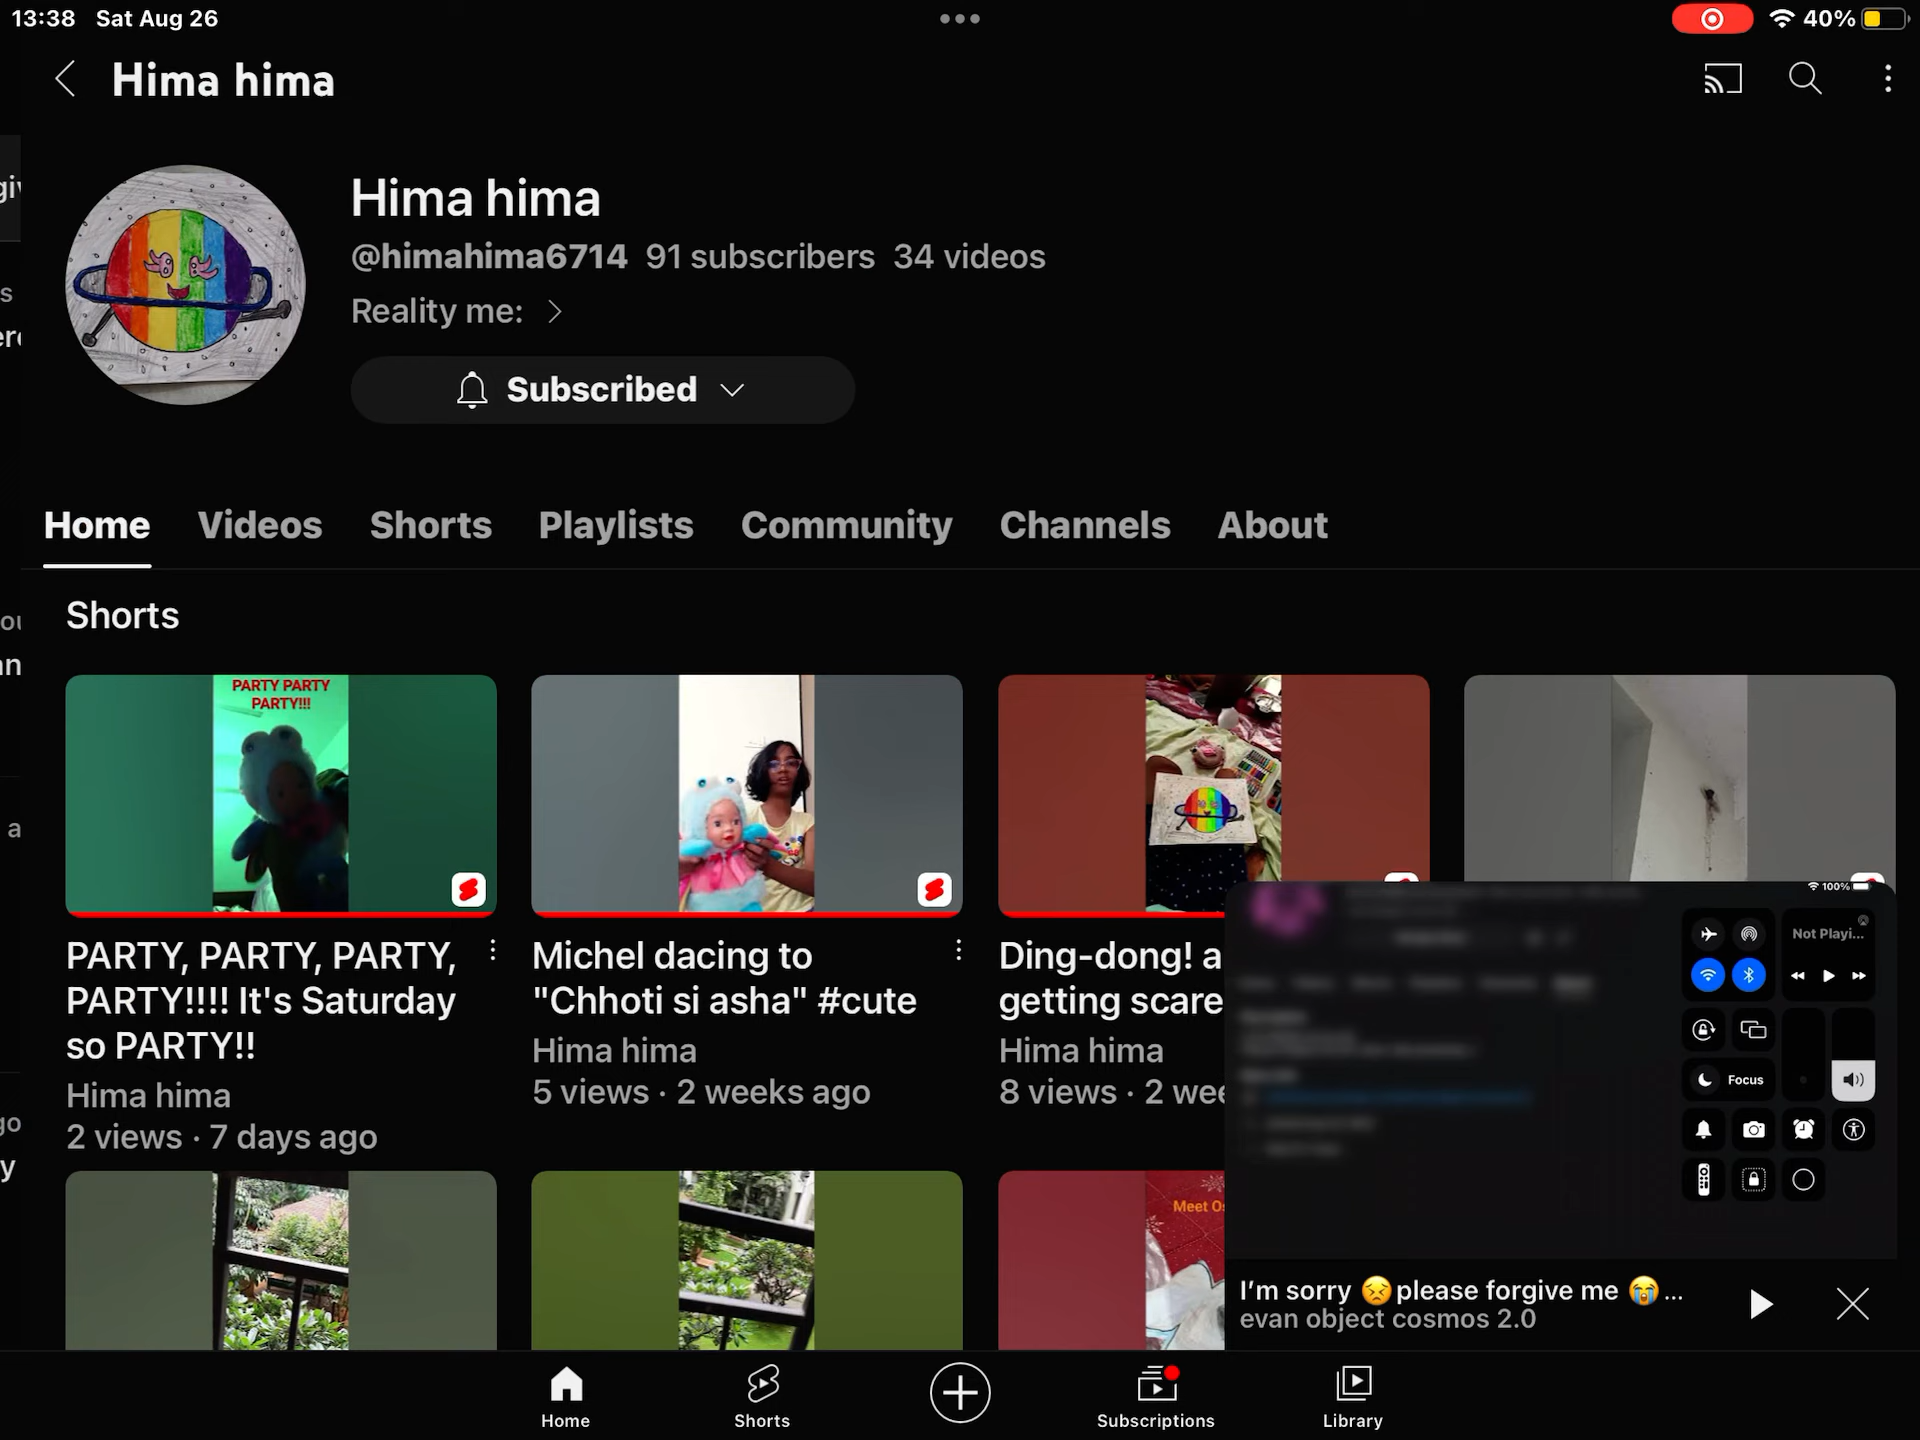 13:38 Sat Aug 26
40%
Hima hima
Hima hima
@himahima6714 91 subscribers 34 videos
Reality me:
Subscribed
Home Videos Shorts Playlists Community Channels About
Shorts
PARTY PARTY
PARTY!!!
PARTY, PARTY, PARTY,
PARTY!!!! It's Saturday
so PARTY!!
Hima hima
2 views · 7 days ago
Michel dacing to
"Chhoti si asha" #cute
Hima hima
5 views · 2 weeks ago
Ding-dong! a
getting scare
Hima hima
8 views · 2 wee
100%
Not Playi...
Focus
Meet Os
I'm sorry 😣please forgive me 😭...
evan object cosmos 2.0
Home Shorts Subscriptions Library